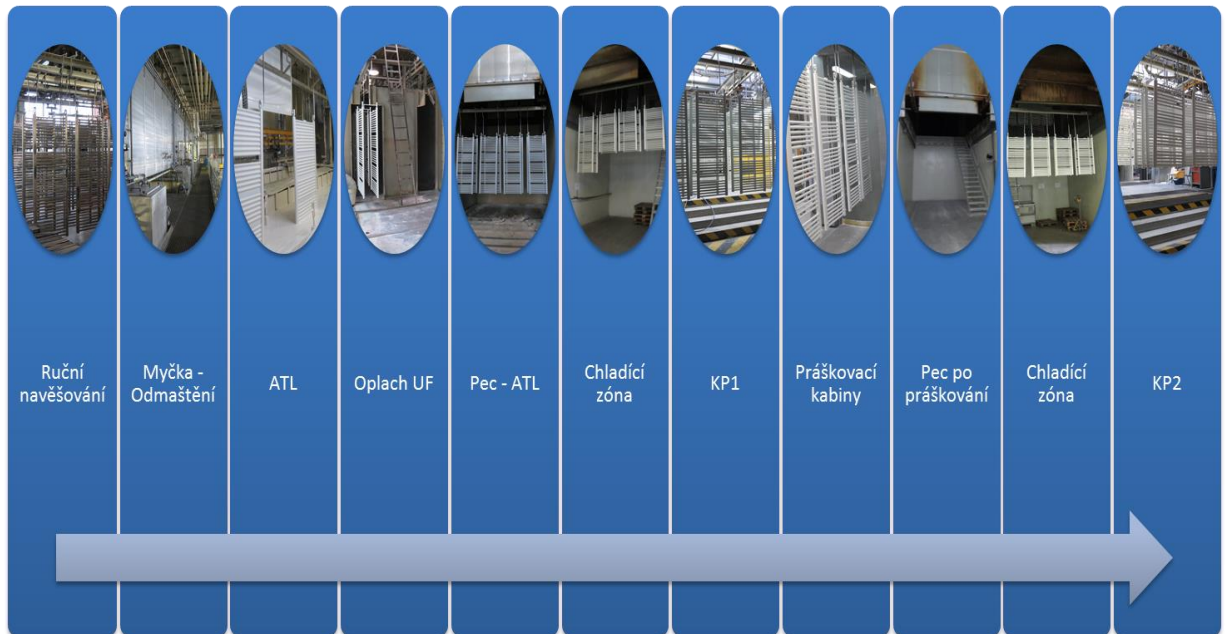 Ruční
navěšování
Myčka -
Odmaštění
ATL
Oplach UF
Pec - ATL
Chladící
zóna
KP1
Práškovací
kabiny
Pec po
práškování
Chladící
zóna
KP2